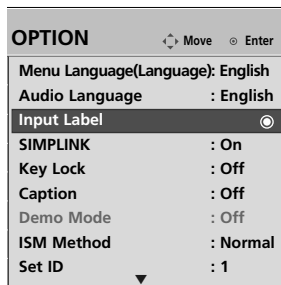 OPTION Move Enter
Menu Language(Language): English
Audio Language : English
Input Label
SIMPLINK : On
Key Lock : Off
Caption : Off
Demo Mode : Off
ISM Method : Normal
Set ID : 1